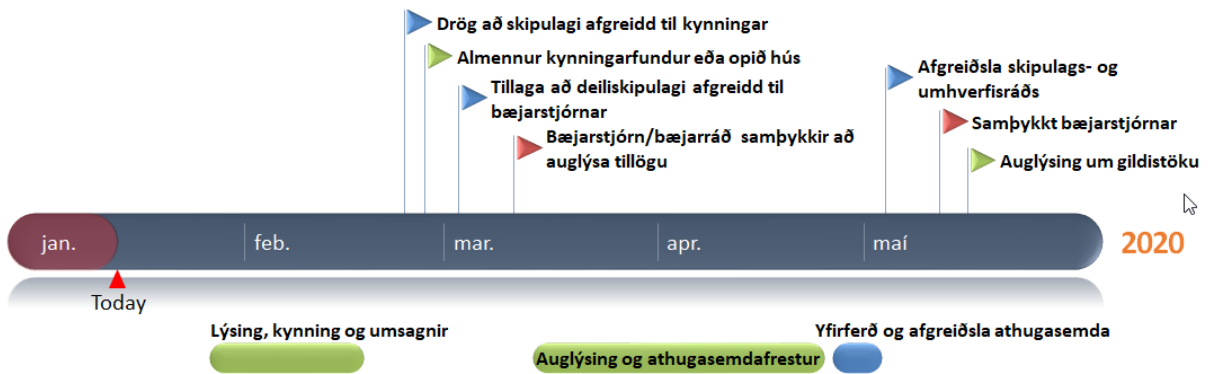 Drög að skipulagi afgreidd til kynningar
Almennur kynningarfundur eða opið hús
Tillaga að deiliskipulagi afgreidd til
bæjarstjórnar
Bæjarstjórn/bæjarráð samþykkir að
auglýsa tillögu
Afgreiðsla skipulags- og
umhverfisráðs
Samþykkt bæjarstjórnar
Auglýsing um gildistöku
jan.
feb.
mar.
apr.
maí
2020
Today
Lýsing, kynning og umsagnir
Auglýsing og athugasemdafrestur
Yfirferð og afgreiðsla athugasemda